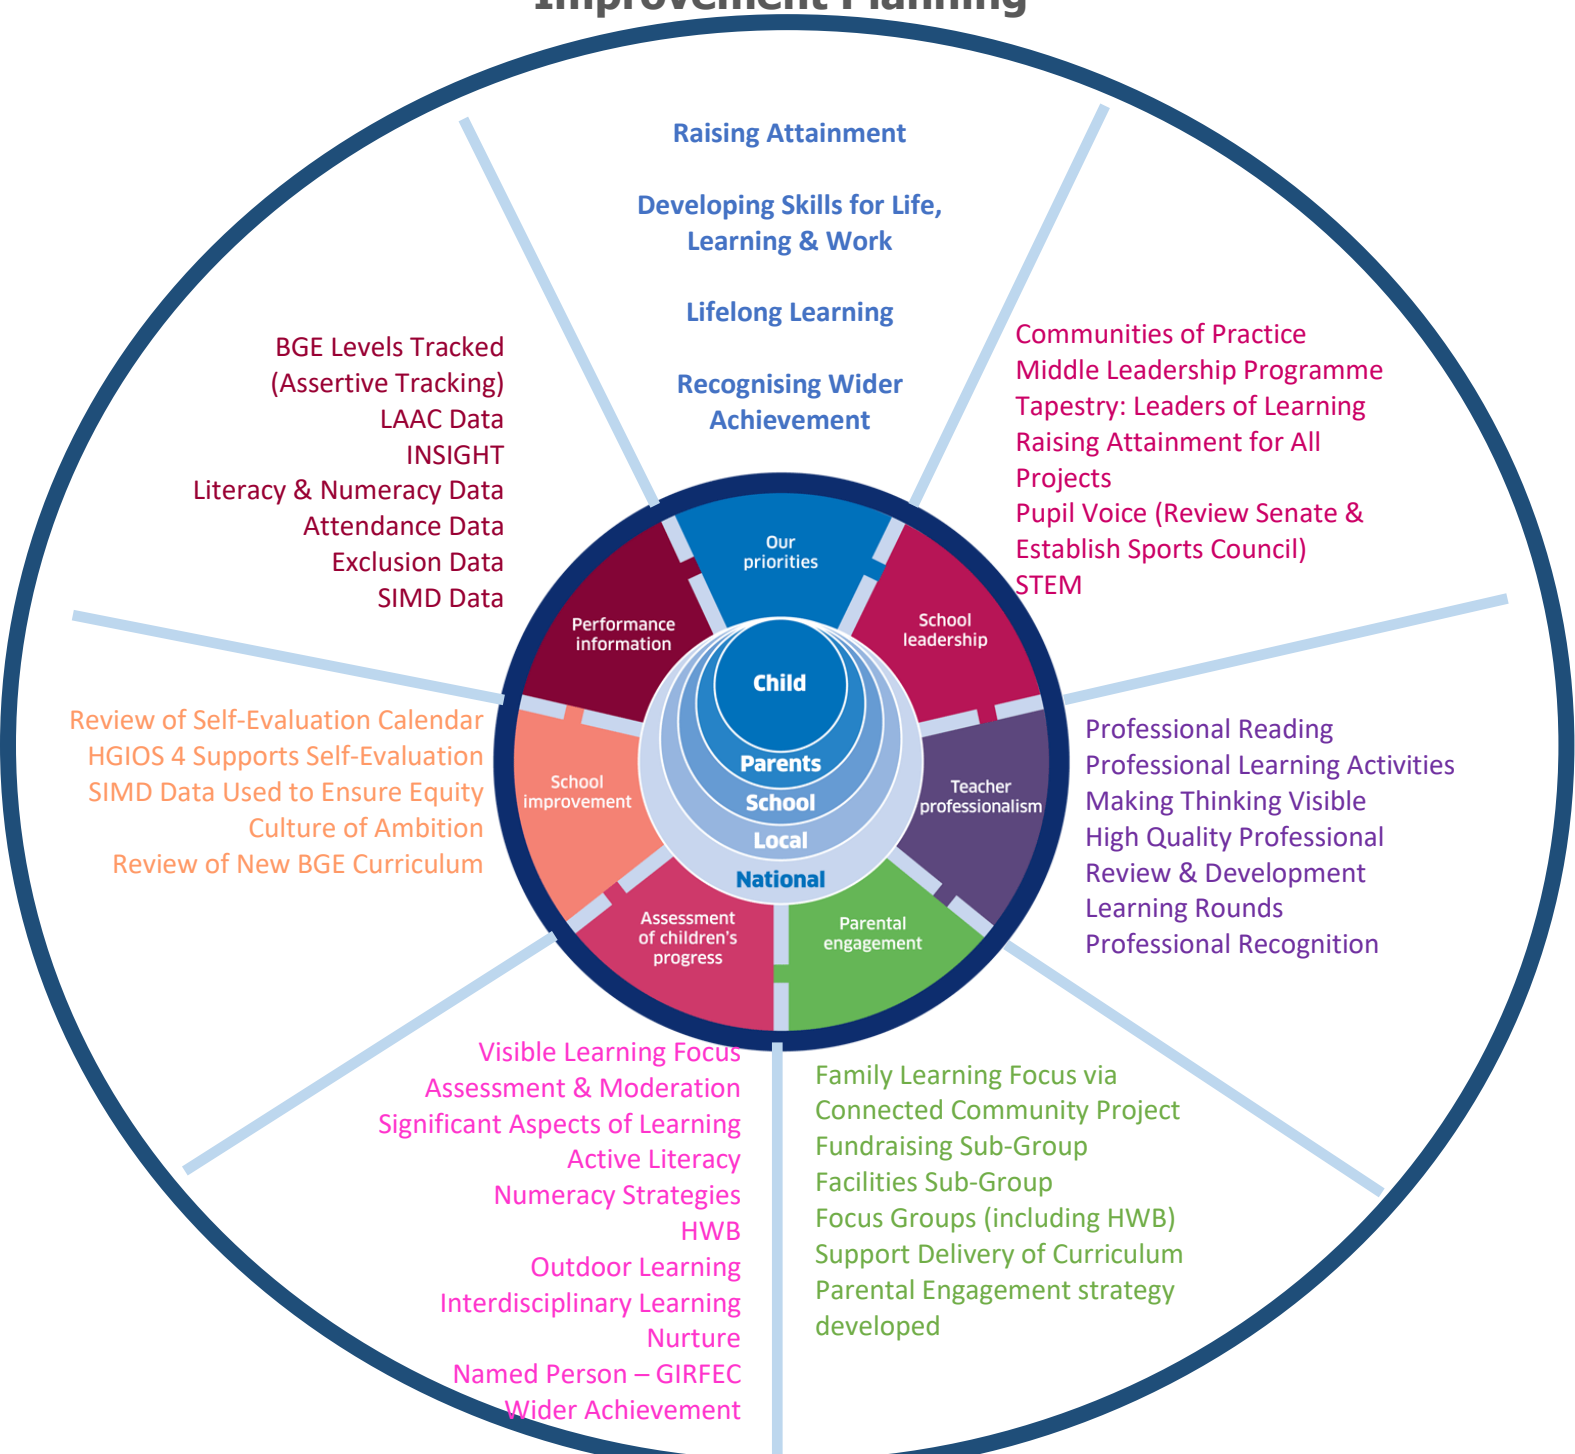 Improvement Planning
Raising Attainment
Developing Skills for Life,
Learning & Work
Lifelong Learning
Recognising Wider
Achievement
BGE Levels Tracked
(Assertive Tracking)
LAAC Data
INSIGHT
Literacy & Numeracy Data
Attendance Data
Exclusion Data
SIMD Data
Communities of Practice
Middle Leadership Programme
Tapestry: Leaders of Learning
Raising Attainment for All
Projects
Pupil Voice (Review Senate &
Establish Sports Council)
STEM
Our
priorities
Performance
information
School
leadership
Child
Parents
School
Local
National
School
improvement
Teacher
professionalism
Assessment
of children's
progress
Parental
engagement
Review of Self-Evaluation Calendar
HGIOS 4 Supports Self-Evaluation
SIMD Data Used to Ensure Equity
Culture of Ambition
Review of New BGE Curriculum
Professional Reading
Professional Learning Activities
Making Thinking Visible
High Quality Professional
Review & Development
Learning Rounds
Professional Recognition
Visible Learning Focus
Assessment & Moderation
Significant Aspects of Learning
Active Literacy
Numeracy Strategies
HWB
Outdoor Learning
Interdisciplinary Learning
Nurture
Named Person – GIRFEC
Wider Achievement
Family Learning Focus via
Connected Community Project
Fundraising Sub-Group
Facilities Sub-Group
Focus Groups (including HWB)
Support Delivery of Curriculum
Parental Engagement strategy
developed